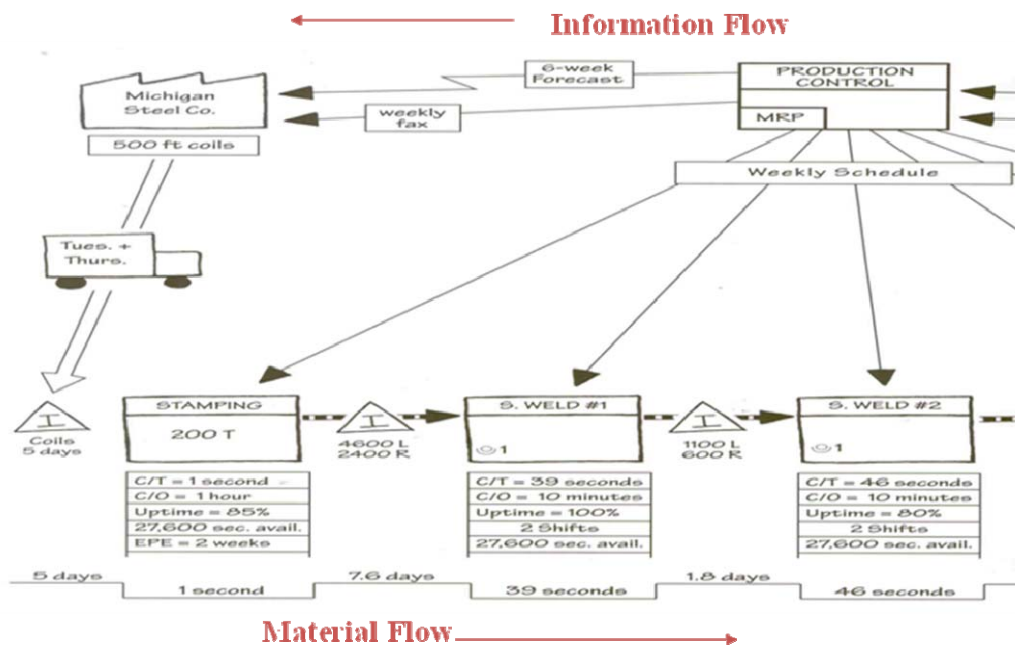 Information Flow
6-week
Forecast
PRODUCTION
CONTROL
MRP
Michigan
Steel Co.
weekly
fax
500 ft coils
Weekly Schedule
Tues. +
Thurs.
I
Coils
5 days
STAMPING
200 T
C/T = 1 second
C/O = 1 hour
Uptime = 85%
27,600 sec. avail.
EPE = 2 weeks
I
4600 L
2400 R
S. WELD #1
1
C/T = 39 seconds
C/O = 10 minutes
Uptime = 100%
2 Shifts
27,600 sec. avail.
I
1100 L
600 R
S. WELD #2
1
C/T = 46 seconds
C/O = 10 minutes
Uptime = 80%
2 Shifts
27,600 sec. avail.
5 days
1 second
7.6 days
39 seconds
1.8 days
46 seconds
Material Flow